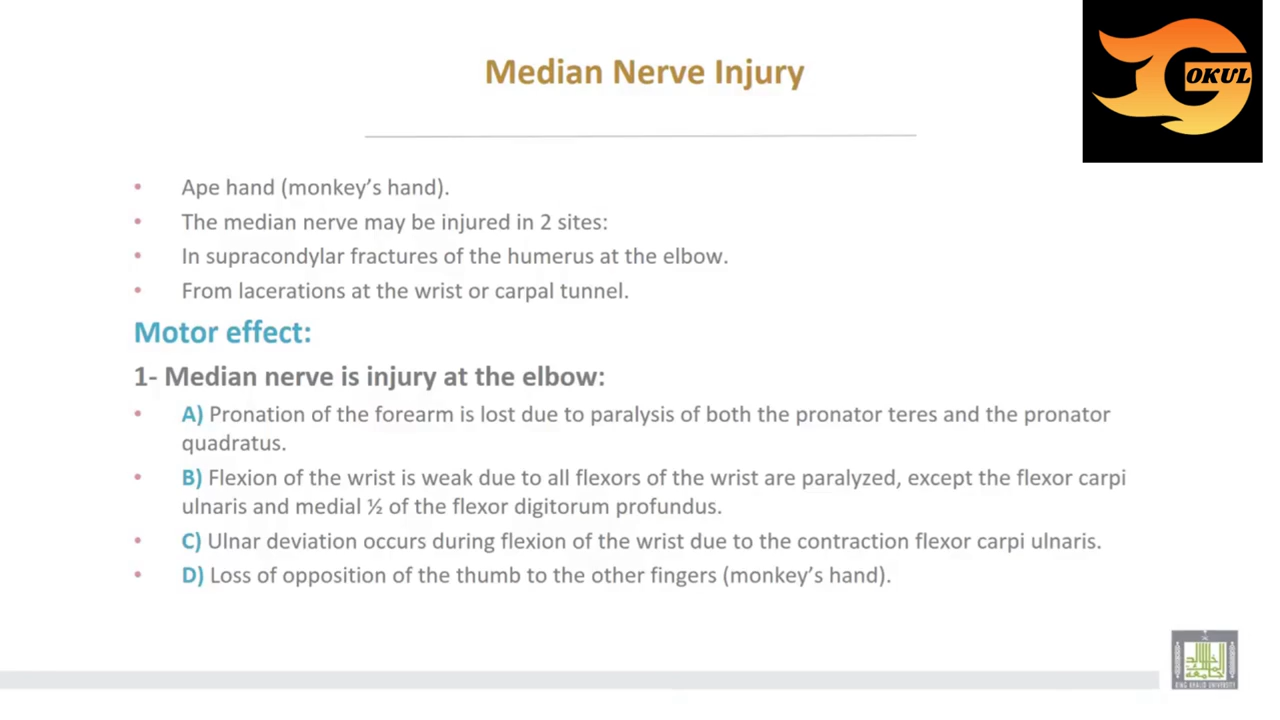 OKUL
Median Nerve Injury
• Ape hand (monkey's hand).
• The median nerve may be injured in 2 sites:
• In supracondylar fractures of the humerus at the elbow.
• From lacerations at the wrist or carpal tunnel.
Motor effect:
1- Median nerve is injury at the elbow:
• A) Pronation of the forearm is lost due to paralysis of both the pronator teres and the pronator
quadratus.
• B) Flexion of the wrist is weak due to all flexors of the wrist are paralyzed, except the flexor carpi
ulnaris and medial ½ of the flexor digitorum profundus.
• C) Ulnar deviation occurs during flexion of the wrist due to the contraction flexor carpi ulnaris.
• D) Loss of opposition of the thumb to the other fingers (monkey's hand).
KING KHALID UNIVERSITY